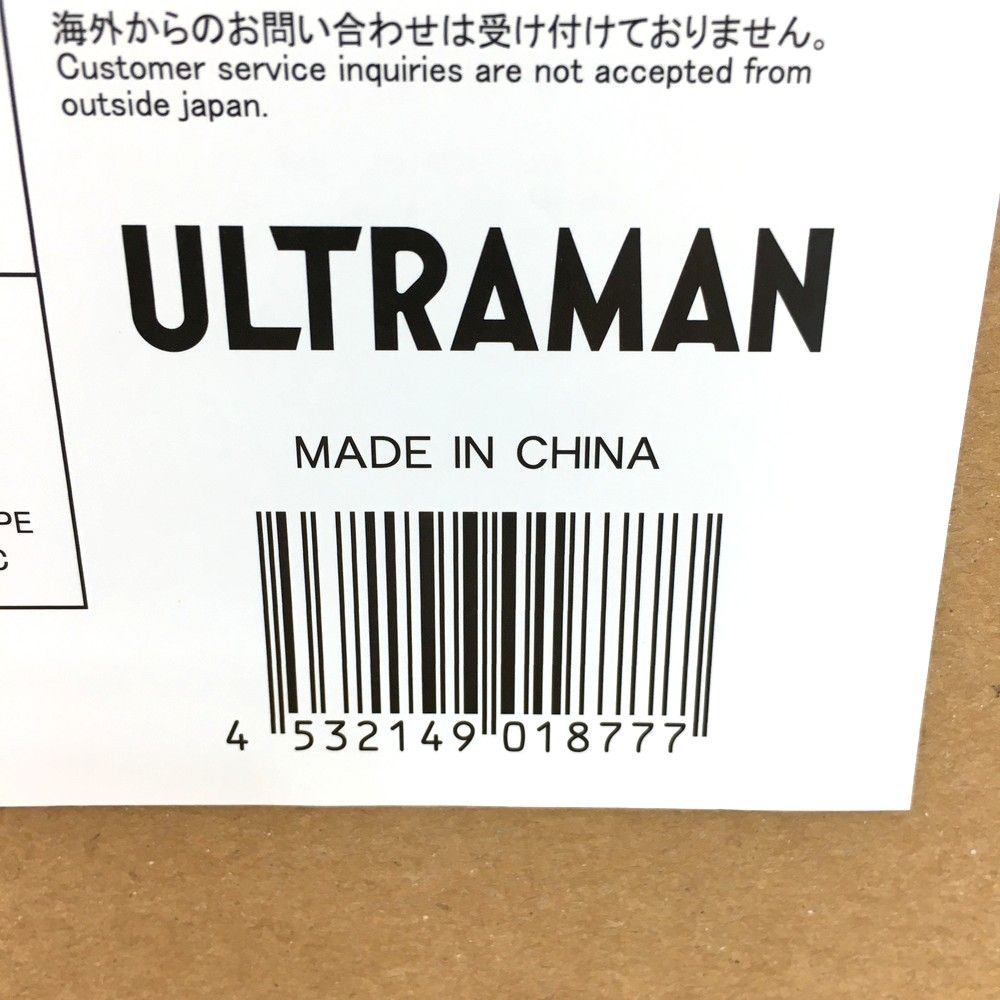 海外からのお問い合わせは受け付けておりません。
Customer service inquiries are not accepted from
outside japan.
ULTRAMAN
MADE IN CHINA
PE
C
4 532149 018777